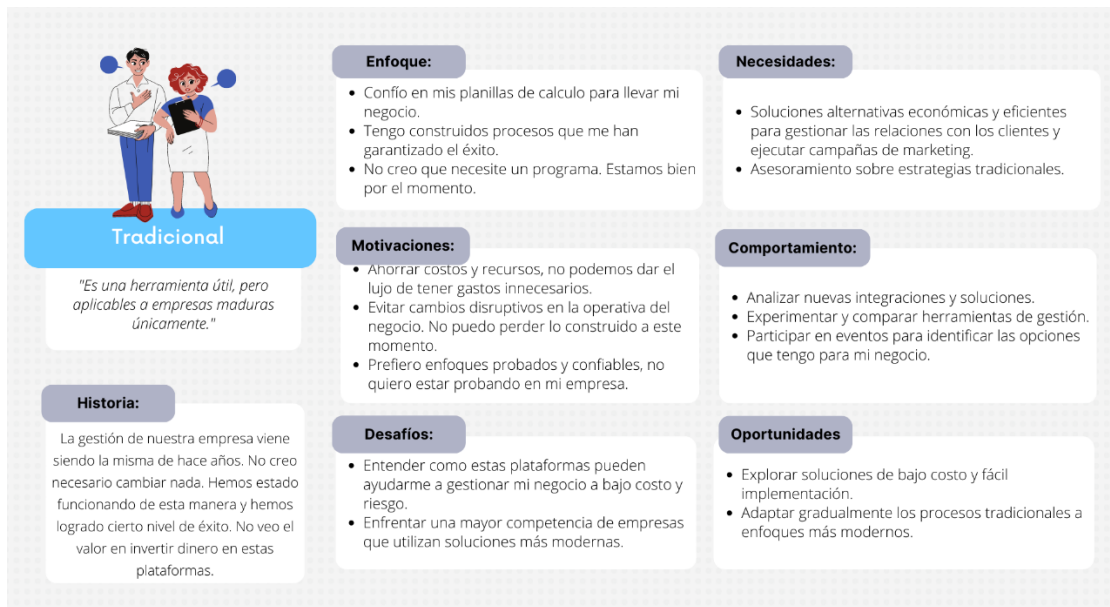 Tradicional
"Es una herramienta útil, pero
aplicables a empresas maduras
únicamente."
Historia:
La gestión de nuestra empresa viene
siendo la misma de hace años. No creo
necesario cambiar nada. Hemos estado
funcionando de esta manera y hemos
logrado cierto nivel de éxito. No veo el
valor en invertir dinero en estas
plataformas.
Enfoque:
• Confío en mis planillas de calculo para llevar mi
negocio.
• Tengo construidos procesos que me han
garantizado el éxito.
• No creo que necesite un programa. Estamos bien
por el momento.
Motivaciones:
• Ahorrar costos y recursos, no podemos dar el
lujo de tener gastos innecesarios.
• Evitar cambios disruptivos en la operativa del
negocio. No puedo perder lo construido a este
momento.
• Prefiero enfoques probados y confiables, no
quiero estar probando en mi empresa.
Desafíos:
• Entender como estas plataformas pueden
ayudarme a gestionar mi negocio a bajo costo y
riesgo.
• Enfrentar una mayor competencia de empresas
que utilizan soluciones más modernas.
Necesidades:
• Soluciones alternativas económicas y eficientes
para gestionar las relaciones con los clientes y
ejecutar campañas de marketing.
• Asesoramiento sobre estrategias tradicionales.
Comportamiento:
• Analizar nuevas integraciones y soluciones.
• Experimentar y comparar herramientas de gestión.
• Participar en eventos para identificar las opciones
que tengo para mi negocio.
Oportunidades
• Explorar soluciones de bajo costo y fácil
implementación.
• Adaptar gradualmente los procesos tradicionales a
enfoques más modernos.